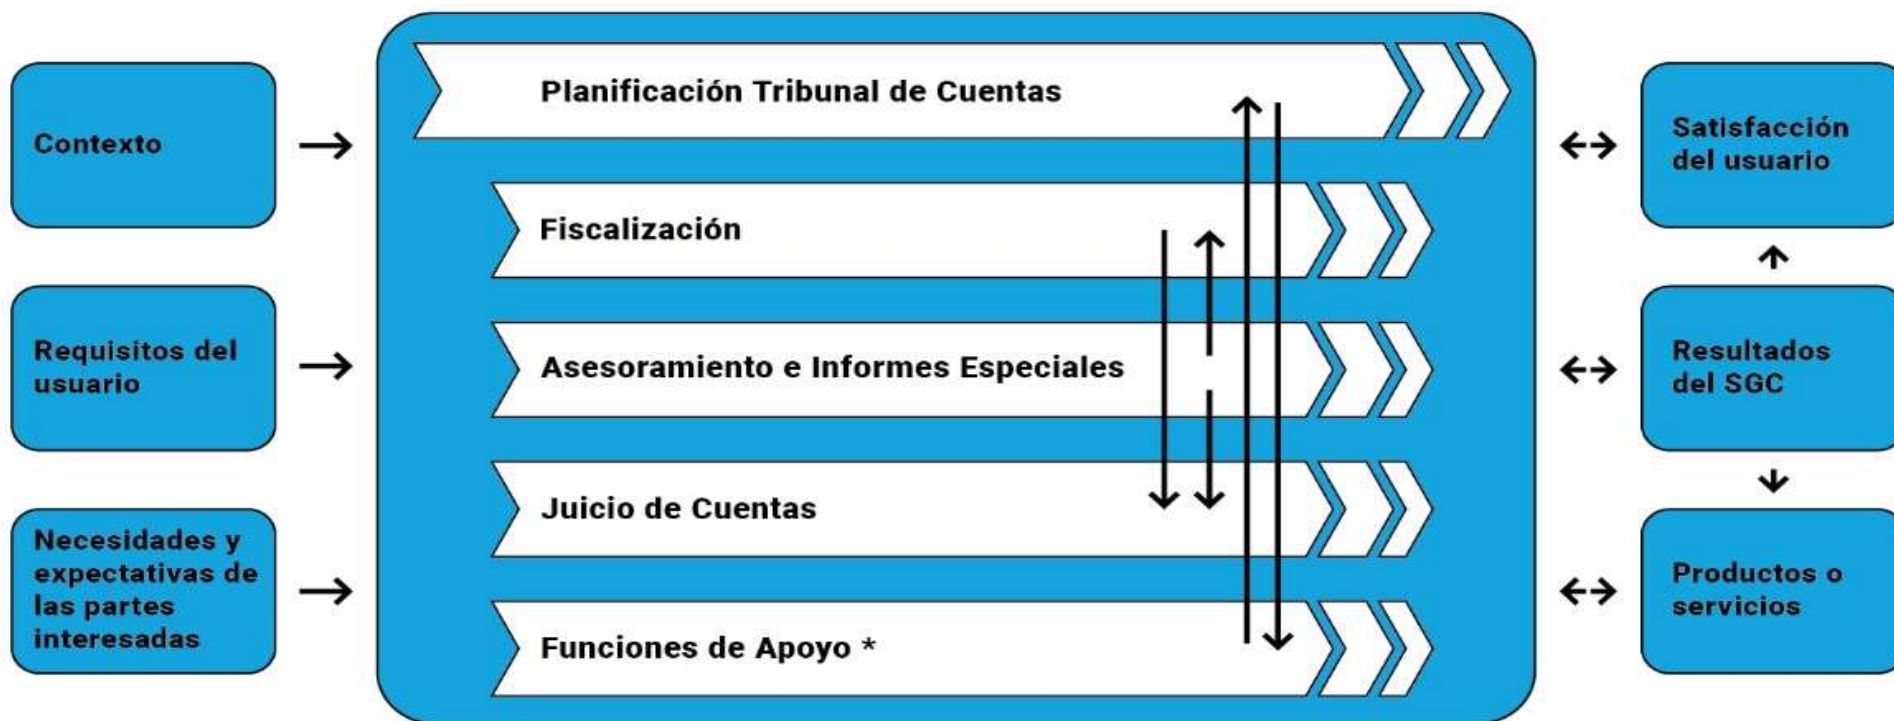 Contexto
Requisitos del
usuario
Necesidades y
expectativas de
las partes
interesadas
Planificación Tribunal de Cuentas
Fiscalización
Asesoramiento e Informes Especiales
Juicio de Cuentas
Funciones de Apoyo *
Satisfacción
del usuario
Resultados
del SGC
Productos o
servicios